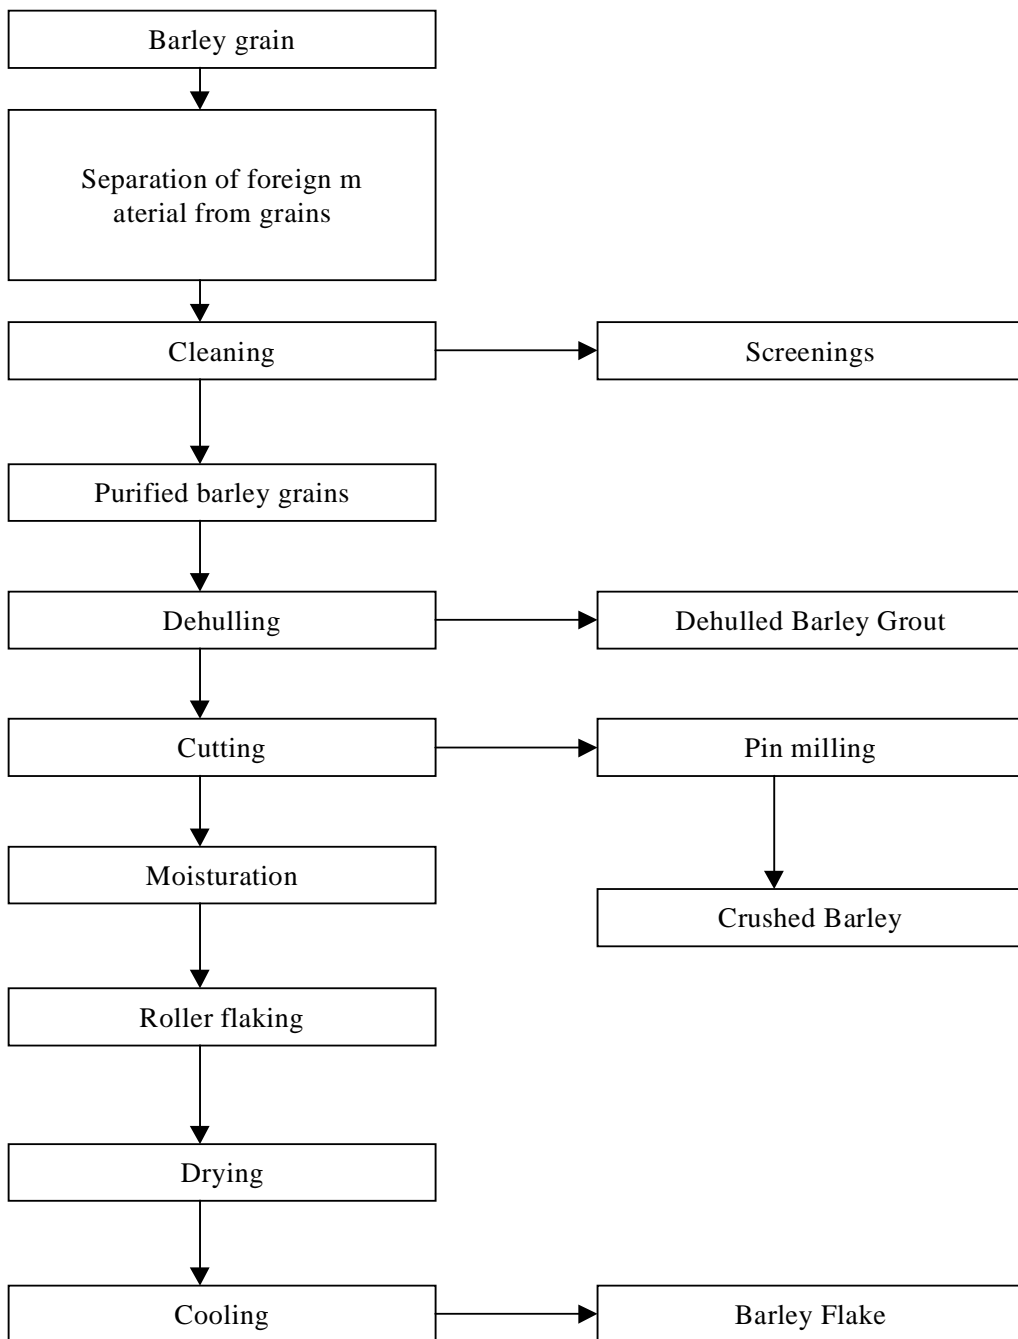 Barley grain
Separation of foreign m
aterial from grains
Cleaning
Screenings
Purified barley grains
Dehulling
Dehulled Barley Grout
Cutting
Pin milling
Moisturation
Crushed Barley
Roller flaking
Drying
Cooling
Barley Flake